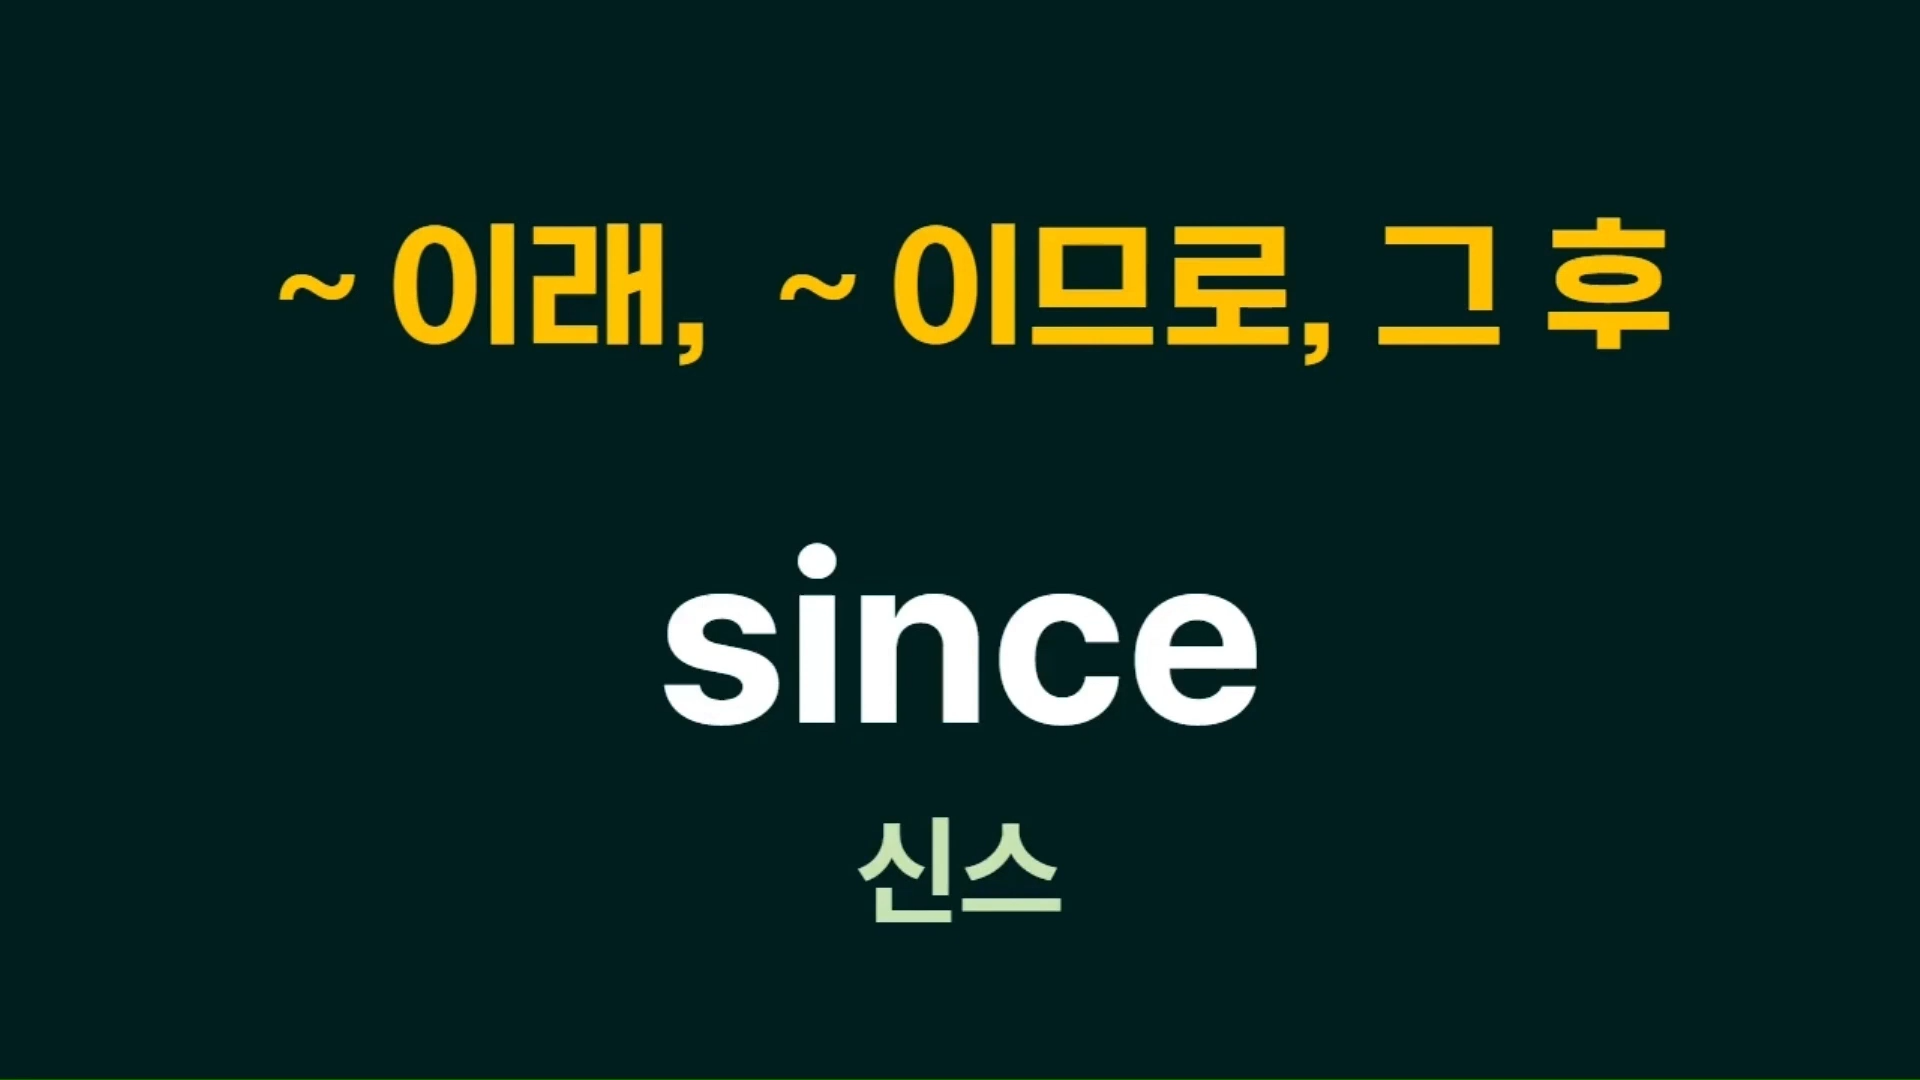 ~ 이래, ~ 이므로, 그 후
since
신스